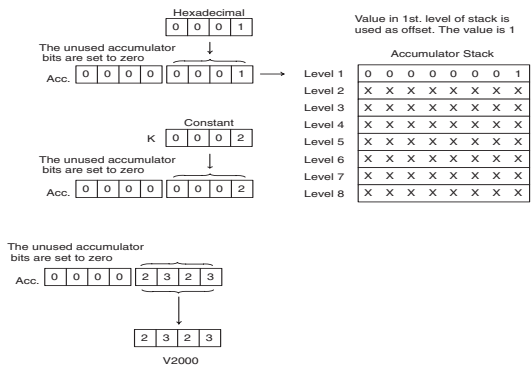 Hexadecimal
0 0 0 1
The unused accumulator
bits are set to zero
Acc. 0 0 0 0 0 0 0 1
Value in 1st. level of stack is
used as offset. The value is 1
Accumulator Stack
Level 1 0 0 0 0 0 0 0 1
Level 2 X X X X X X X X
Level 3 X X X X X X X X
Level 4 X X X X X X X X
Level 5 X X X X X X X X
Level 6 X X X X X X X X
Level 7 X X X X X X X X
Level 8 X X X X X X X X
Constant
K 0 0 0 2
The unused accumulator
bits are set to zero
Acc. 0 0 0 0 0 0 0 2
The unused accumulator
bits are set to zero
Acc. 0 0 0 0 2 3 2 3
2 3 2 3
V2000